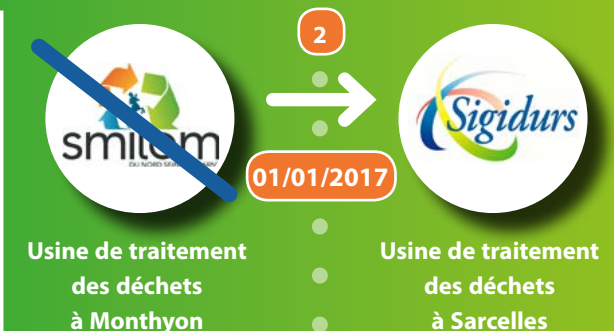 2
smitom
Sigidurs
01/01/2017
Usine de traitement
des déchets
à Monthyon
Usine de traitement
des déchets
à Sarcelles